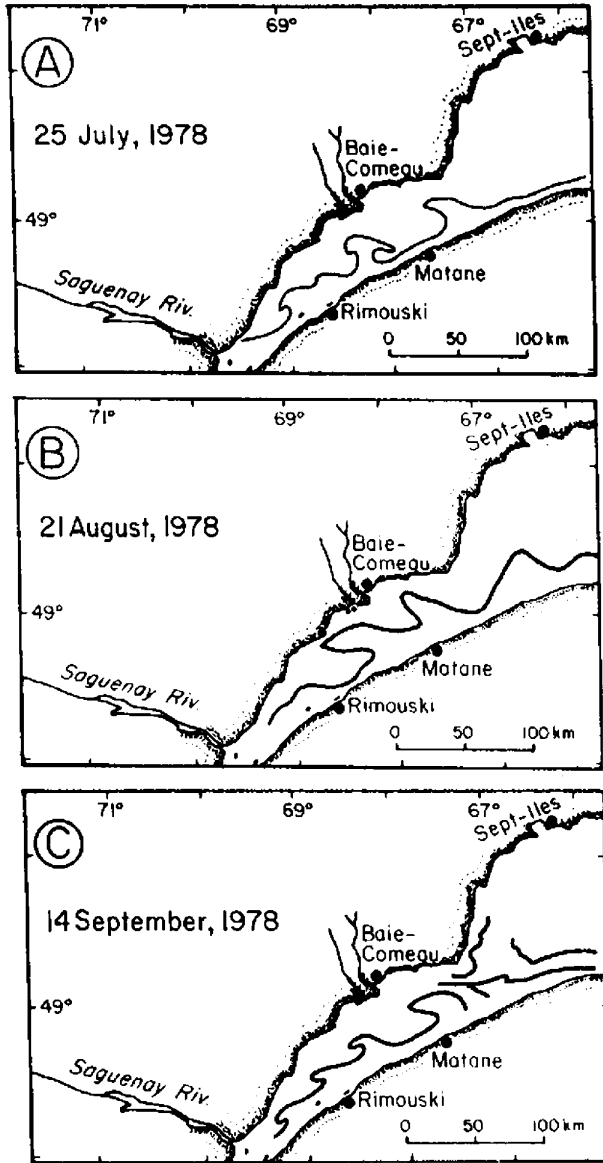 71° 69° 67°
Sept-Iles
A
25 July, 1978
Baie-
Comeau
49°
Saguenay Riv.
Matane
Rimouski
0 50 100 km
71° 69° 67°
Sept-Iles
B
21 August, 1978
Baie-
Comeau
49°
Matane
Saguenay Riv.
Rimouski
0 50 100 km
71° 69° 67°
Sept-Iles
C
14 September, 1978
Baie-
Comeau
49°
Matane
Saguenay Riv.
Rimouski
0 50 100 km